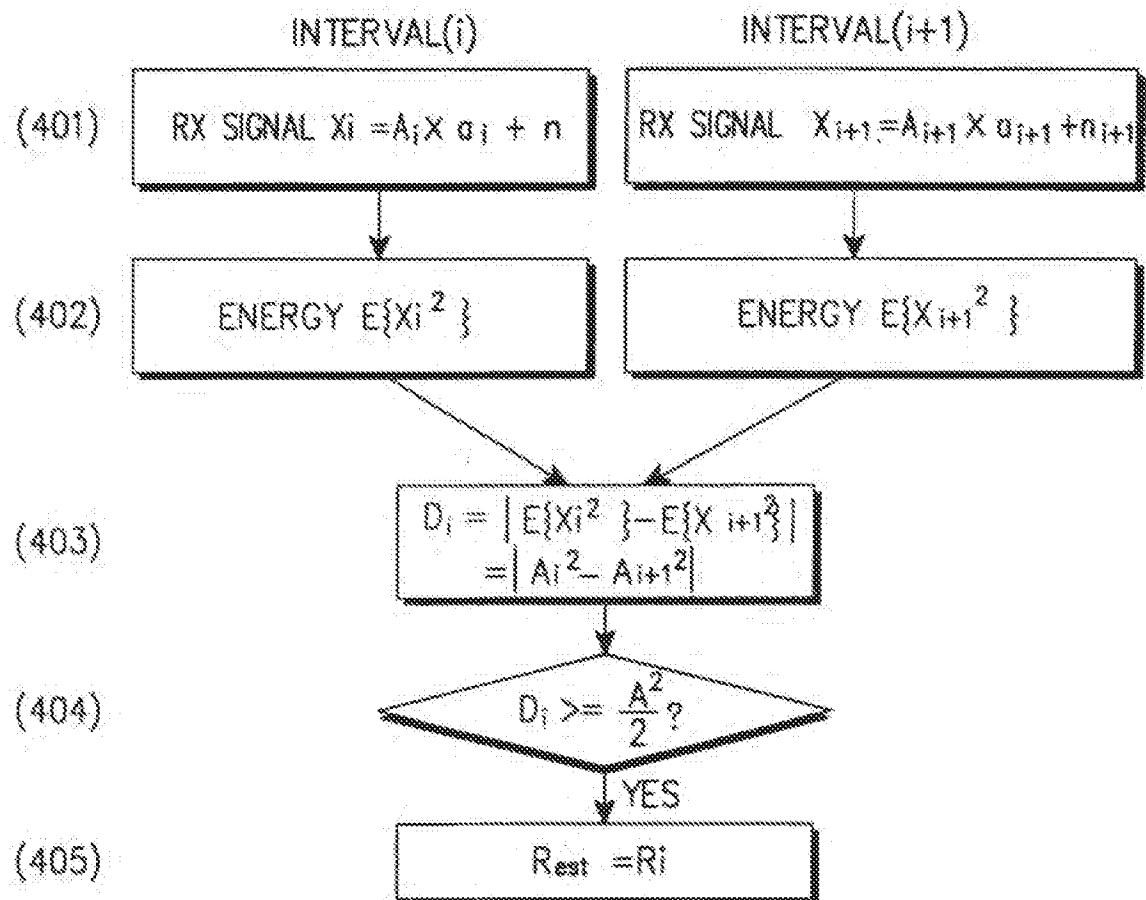 INTERVAL(i)
INTERVAL(i+1)
(401)
RX SIGNAL Xi = Ai X ai + n
RX SIGNAL Xi+1 = Ai+1 X ai+1 + ni+1
(402)
ENERGY E{Xi² }
ENERGY E{Xi+1² }
(403)
Di = | E{Xi² } – E{X i+1²} |
= | Ai² – Ai+1² |
(404)
Di >= A²/2 ?
YES
(405)
Rest = Ri